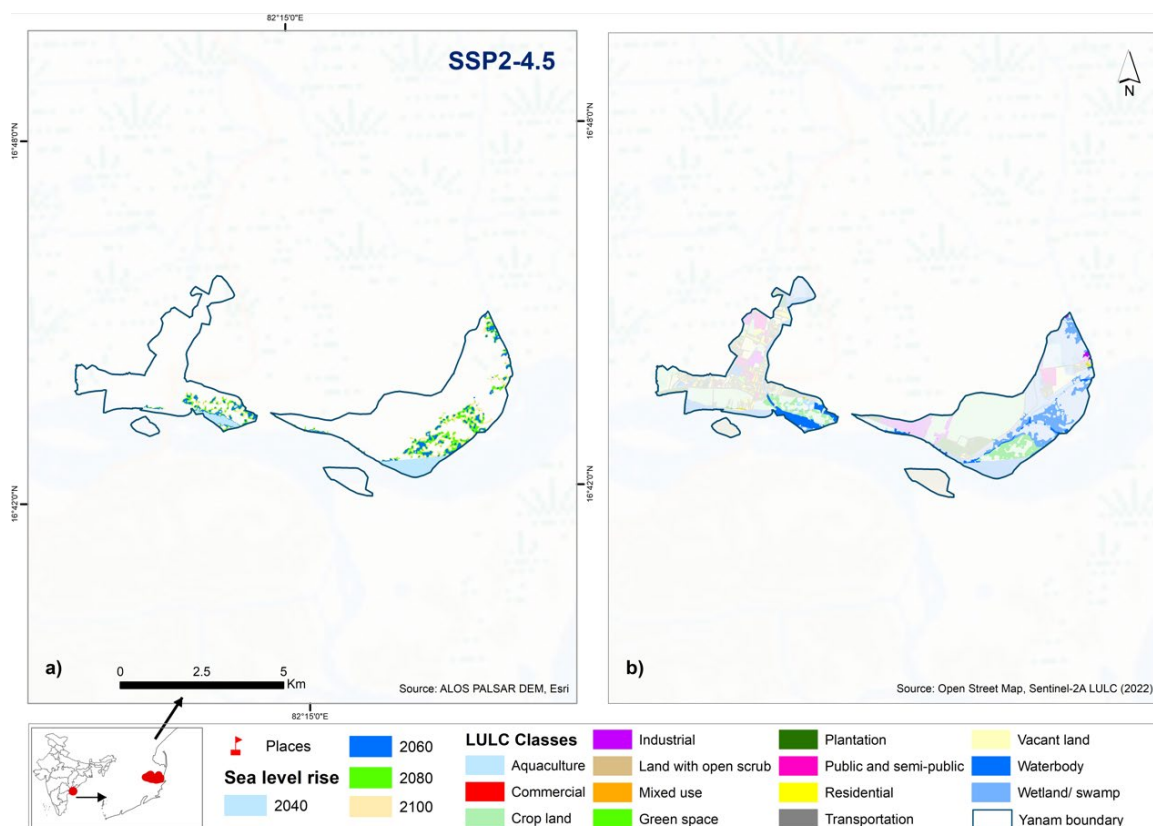 82°15'0"E
SSP2-4.5
N
16°48'0"N
16°48'0"N
16°42'0"N
16°42'0"N
a)
0 2.5 5
Km
Source: ALOS PALSAR DEM, Esri
b)
Source: Open Street Map, Sentinel-2A LULC (2022)
82°15'0"E
Places
Sea level rise
2040
2060
2080
2100
LULC Classes
Aquaculture
Commercial
Crop land
Industrial
Land with open scrub
Mixed use
Green space
Plantation
Public and semi-public
Residential
Transportation
Vacant land
Waterbody
Wetland/ swamp
Yanam boundary